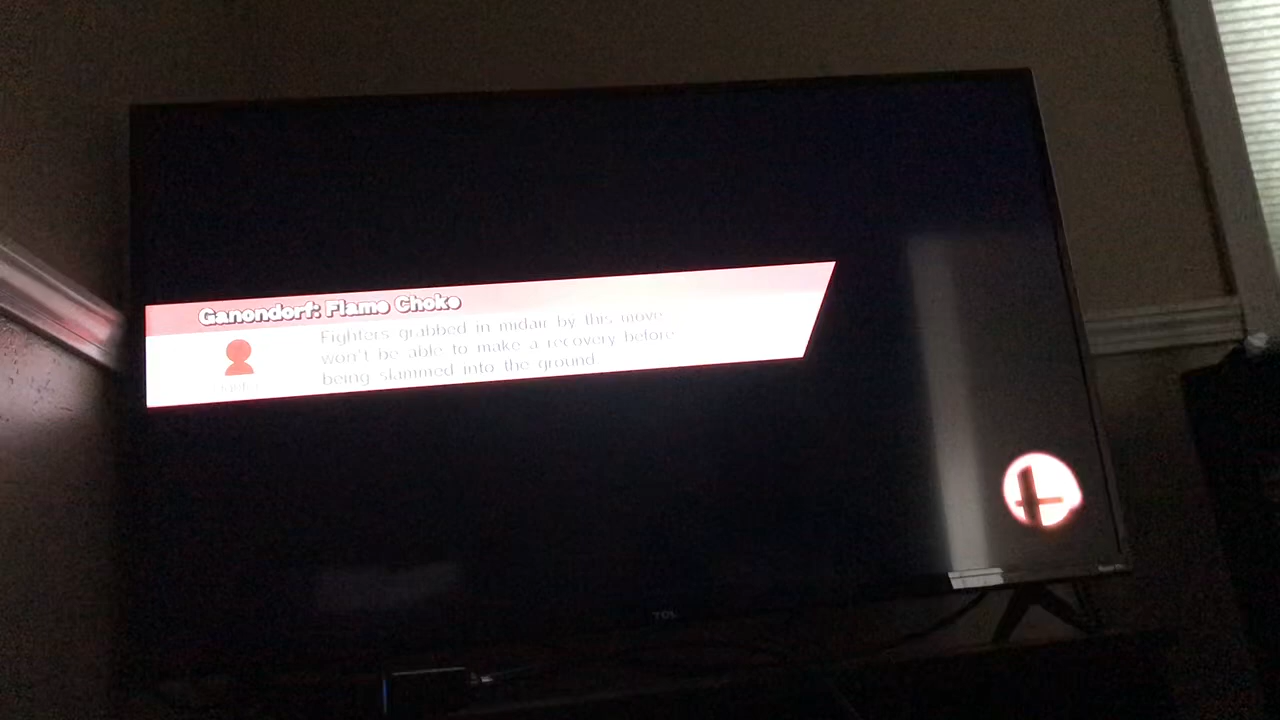 Ganondorf: Flame Choke
Fighters grabbed in midair by this move
won't be able to make a recovery before
being slammed into the ground.
TCL